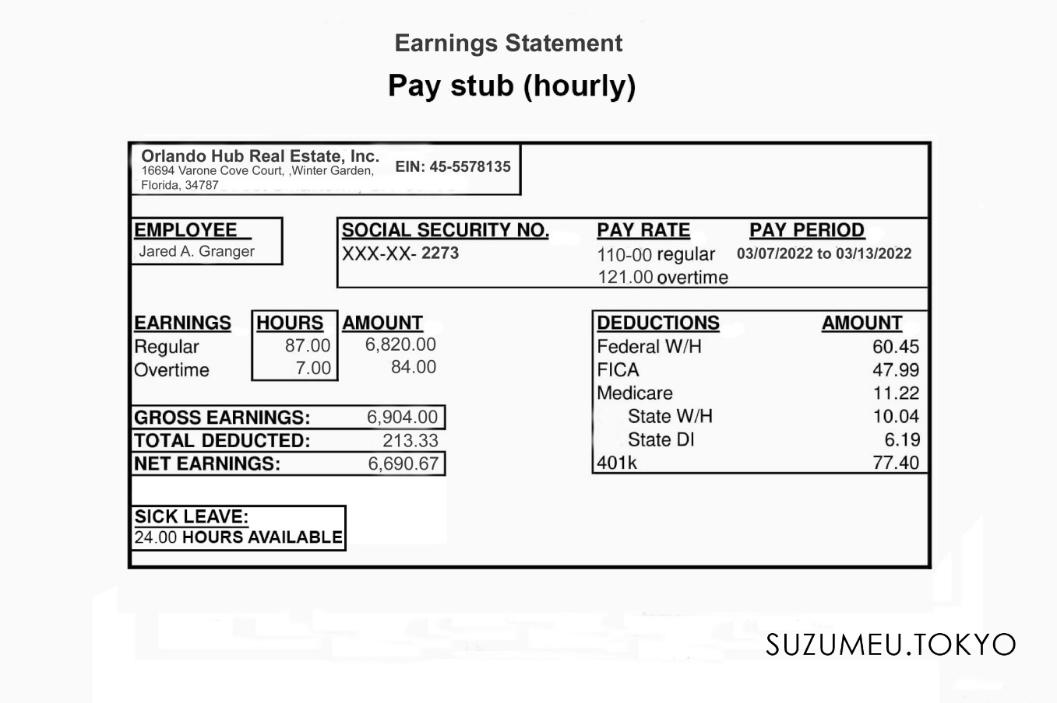 Earnings Statement
Pay stub (hourly)
Orlando Hub Real Estate, Inc. EIN: 45-5578135
16694 Varone Cove Court, ,Winter Garden,
Florida, 34787
EMPLOYEE SOCIAL SECURITY NO. PAY RATE PAY PERIOD
Jared A. Granger XXX-XX- 2273 110-00 regular 03/07/2022 to 03/13/2022
121.00 overtime
EARNINGS HOURS AMOUNT DEDUCTIONS AMOUNT
Regular 87.00 6,820.00 Federal W/H 60.45
Overtime 7.00 84.00 FICA 47.99
Medicare 11.22
GROSS EARNINGS: 6,904.00 State W/H 10.04
TOTAL DEDUCTED: 213.33 State DI 6.19
NET EARNINGS: 6,690.67 401k 77.40
SICK LEAVE:
24.00 HOURS AVAILABLE
SUZUMEU.TOKYO